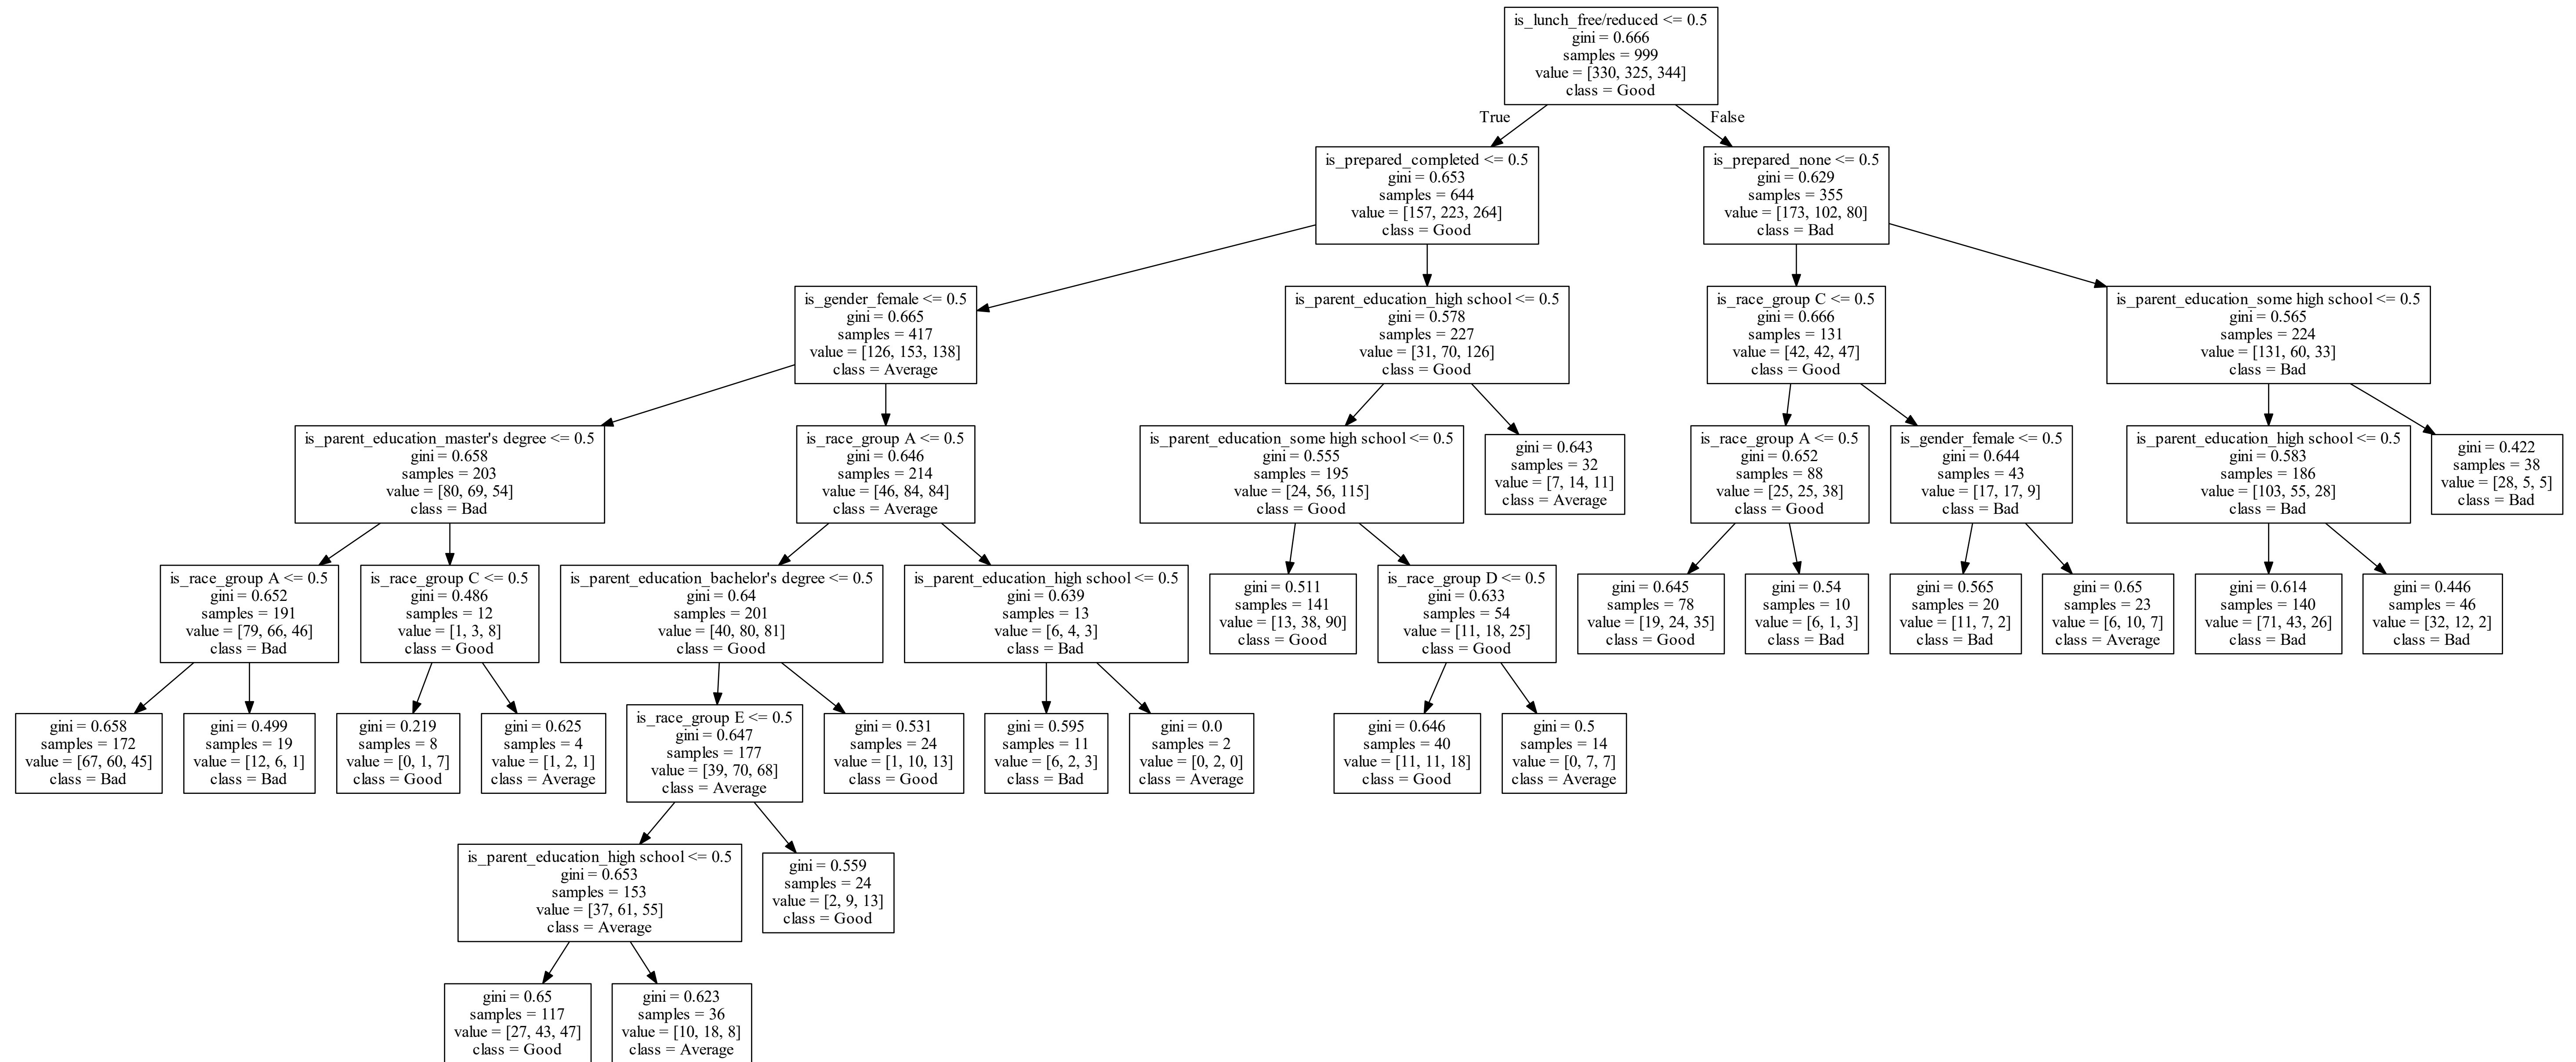 is_lunch_free/reduced <= 0.5
gini = 0.666
samples = 999
value = [330, 325, 344]
class = Good
True
False
is_prepared_completed <= 0.5
gini = 0.653
samples = 644
value = [157, 223, 264]
class = Good
is_prepared_none <= 0.5
gini = 0.629
samples = 355
value = [173, 102, 80]
class = Bad
is_gender_female <= 0.5
gini = 0.665
samples = 417
value = [126, 153, 138]
class = Average
is_parent_education_high school <= 0.5
gini = 0.578
samples = 227
value = [31, 70, 126]
class = Good
is_race_group C <= 0.5
gini = 0.666
samples = 131
value = [42, 42, 47]
class = Good
is_parent_education_some high school <= 0.5
gini = 0.565
samples = 224
value = [131, 60, 33]
class = Bad
is_parent_education_master's degree <= 0.5
gini = 0.658
samples = 203
value = [80, 69, 54]
class = Bad
is_race_group A <= 0.5
gini = 0.646
samples = 214
value = [46, 84, 84]
class = Average
is_parent_education_some high school <= 0.5
gini = 0.555
samples = 195
value = [24, 56, 115]
class = Good
gini = 0.643
samples = 32
value = [7, 14, 11]
class = Average
is_race_group A <= 0.5
gini = 0.652
samples = 88
value = [25, 25, 38]
class = Good
is_gender_female <= 0.5
gini = 0.644
samples = 43
value = [17, 17, 9]
class = Bad
is_parent_education_high school <= 0.5
gini = 0.583
samples = 186
value = [103, 55, 28]
class = Bad
gini = 0.422
samples = 38
value = [28, 5, 5]
class = Bad
is_race_group A <= 0.5
gini = 0.652
samples = 191
value = [79, 66, 46]
class = Bad
is_race_group C <= 0.5
gini = 0.486
samples = 12
value = [1, 3, 8]
class = Good
is_parent_education_bachelor's degree <= 0.5
gini = 0.64
samples = 201
value = [40, 80, 81]
class = Good
is_parent_education_high school <= 0.5
gini = 0.639
samples = 13
value = [6, 4, 3]
class = Bad
gini = 0.511
samples = 141
value = [13, 38, 90]
class = Good
is_race_group D <= 0.5
gini = 0.633
samples = 54
value = [11, 18, 25]
class = Good
gini = 0.645
samples = 78
value = [19, 24, 35]
class = Good
gini = 0.54
samples = 10
value = [6, 1, 3]
class = Bad
gini = 0.565
samples = 20
value = [11, 7, 2]
class = Bad
gini = 0.65
samples = 23
value = [6, 10, 7]
class = Average
gini = 0.614
samples = 140
value = [71, 43, 26]
class = Bad
gini = 0.446
samples = 46
value = [32, 12, 2]
class = Bad
gini = 0.658
samples = 172
value = [67, 60, 45]
class = Bad
gini = 0.499
samples = 19
value = [12, 6, 1]
class = Bad
gini = 0.219
samples = 8
value = [0, 1, 7]
class = Good
gini = 0.625
samples = 4
value = [1, 2, 1]
class = Average
is_race_group E <= 0.5
gini = 0.647
samples = 177
value = [39, 70, 68]
class = Average
gini = 0.531
samples = 24
value = [1, 10, 13]
class = Good
gini = 0.595
samples = 11
value = [6, 2, 3]
class = Bad
gini = 0.0
samples = 2
value = [0, 2, 0]
class = Average
gini = 0.646
samples = 40
value = [11, 11, 18]
class = Good
gini = 0.5
samples = 14
value = [0, 7, 7]
class = Average
is_parent_education_high school <= 0.5
gini = 0.653
samples = 153
value = [37, 61, 55]
class = Average
gini = 0.559
samples = 24
value = [2, 9, 13]
class = Good
gini = 0.65
samples = 117
value = [27, 43, 47]
class = Good
gini = 0.623
samples = 36
value = [10, 18, 8]
class = Average